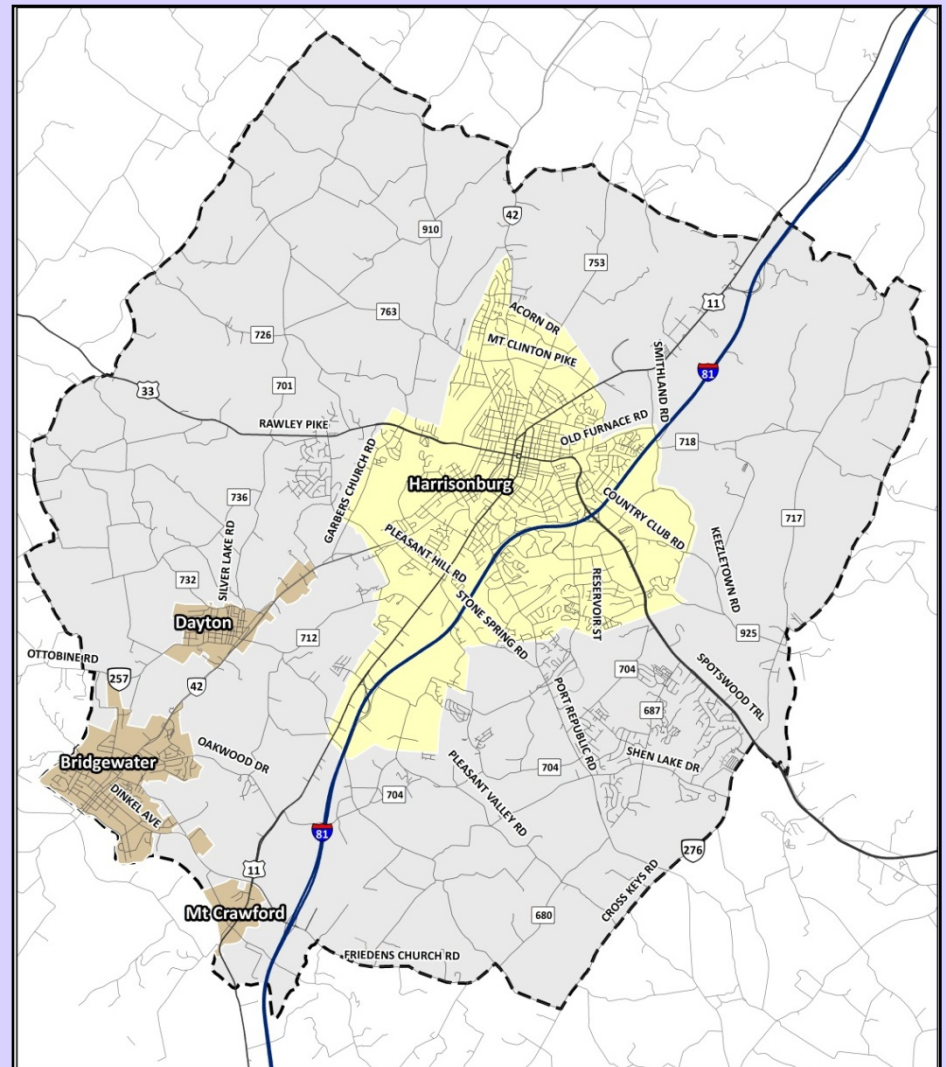 42
910
753
763
11
ACORN DR
MT CLINTON PIKE
726
SMITHLAND RD
81
701
33
RAWLEY PIKE
OLD FURNACE RD
718
GARBERS CHURCH RD
Harrisonburg
736
COUNTRY CLUB RD
717
SILVER LAKE RD
PLEASANT HILL RD
KEEZLETOWN RD
732
STONE SPRING RD
RESERVOIR ST
Dayton
712
925
OTTOBINE RD
257
42
704
SPOTSWOOD TRL
PORT REPUBLIC RD
687
OAKWOOD DR
Bridgewater
SHEN LAKE DR
704
PLEASANT VALLEY RD
704
DINKEL AVE
81
276
11
CROSS KEYS RD
Mt Crawford
680
FRIEDENS CHURCH RD